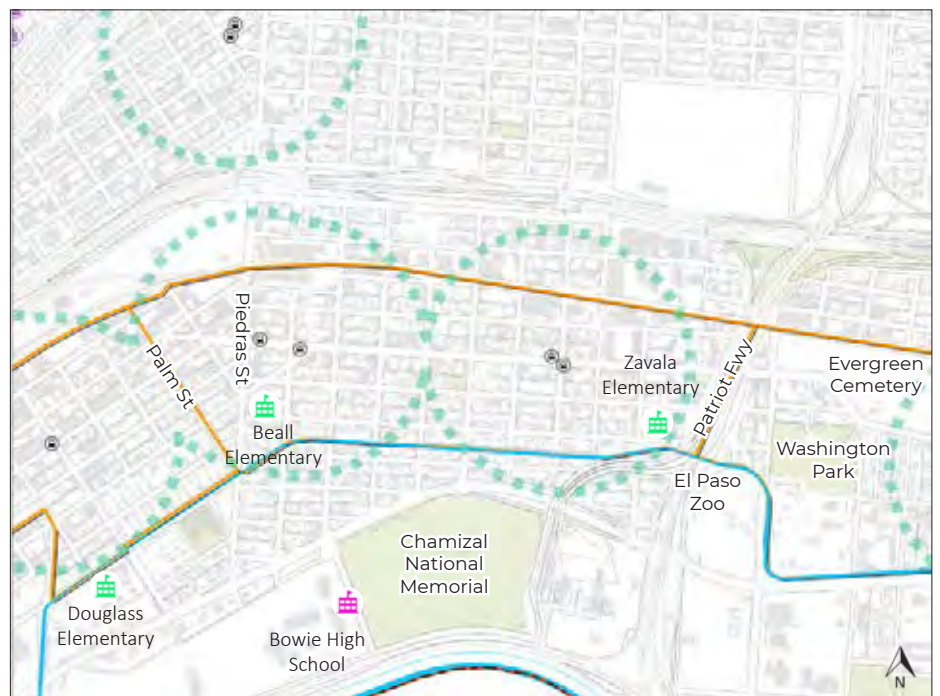 Piedras St
Palm St
Zavala
Elementary
Patriot Fwy
Evergreen
Cemetery
Beall
Elementary
Washington
Park
El Paso
Zoo
Chamizal
National
Memorial
Douglass
Elementary
Bowie High
School
N